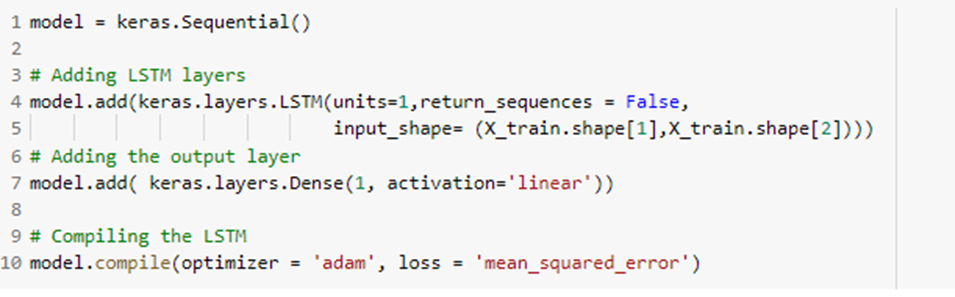 1 model = keras.Sequential()
2
3 # Adding LSTM layers
4 model.add(keras.layers.LSTM(units=1,return_sequences = False,
5                             input_shape= (X_train.shape[1],X_train.shape[2])))
6 # Adding the output layer
7 model.add( keras.layers.Dense(1, activation='linear'))
8
9 # Compiling the LSTM
10 model.compile(optimizer = 'adam', loss = 'mean_squared_error')